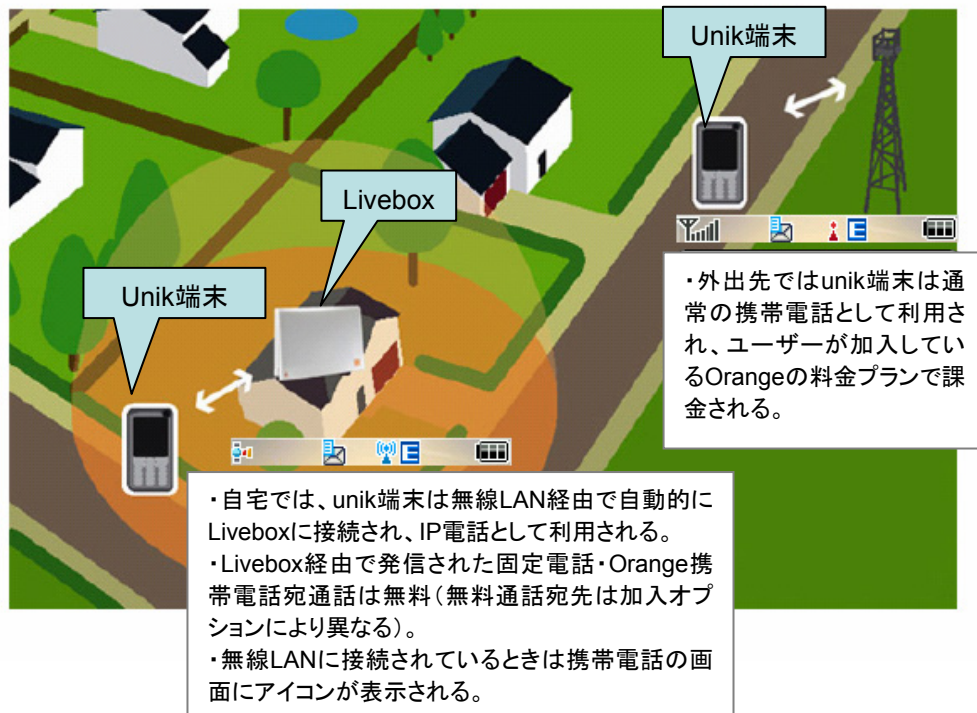 Unik端末
Livebox
Unik端末
E
・外出先ではunik端末は通
常の携帯電話として利用さ
れ、ユーザーが加入してい
るOrangeの料金プランで課
金される。
E
・自宅では、unik端末は無線LAN経由で自動的に
Liveboxに接続され、IP電話として利用される。
・Livebox経由で発信された固定電話・Orange携
帯電話宛通話は無料（無料通話宛先は加入オプ
ションにより異なる）。
・無線LANに接続されているときは携帯電話の画
面にアイコンが表示される。